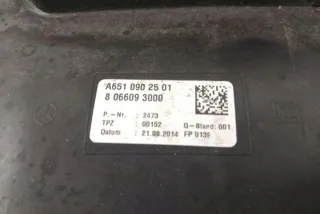 A651 090 25 01
8 06609 3000
P.-Nr. : 2473
TPZ : 00152 Q-Stand: 001
Datum : 21.08.2014 FP 0136